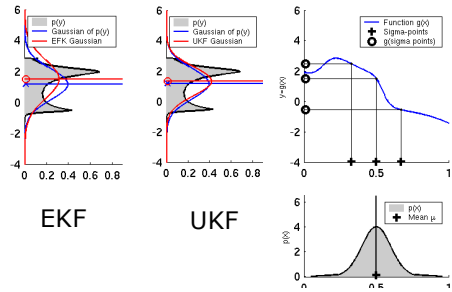 p(y)
Gaussian of p(y)
EFK Gaussian
6
4
2
0
-2
-4
0 0.2 0.4 0.6 0.8
EKF
p(y)
Gaussian of p(y)
UKF Gaussian
6
4
2
0
-2
-4
0 0.2 0.4 0.6 0.8
UKF
Function g(x)
Sigma-points
g(sigma points)
y=g(x)
6
4
2
0
-2
-4
0 0.5 1
p(x)
Mean μ
p(x)
6
4
2
0
0 0.5 1